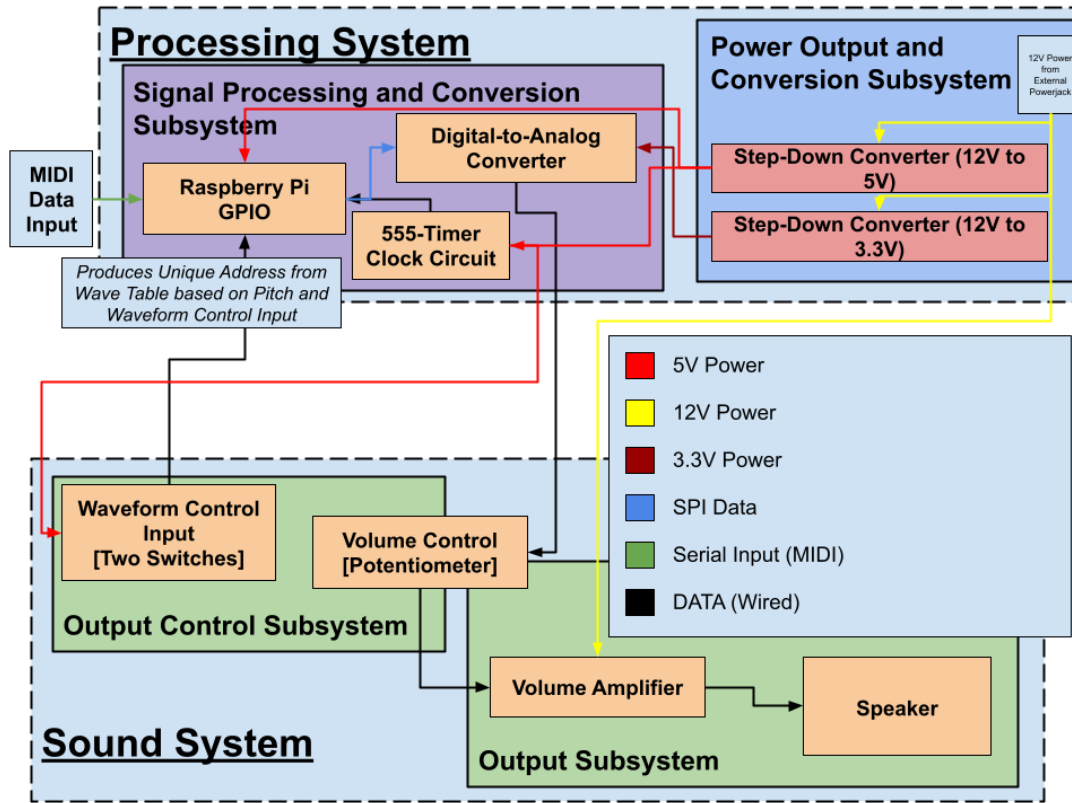 Processing System
Power Output and
Conversion Subsystem
12V Power
from
External
Powerjack
Signal Processing and Conversion
Subsystem
Digital-to-Analog
Converter
Step-Down Converter (12V to
5V)
MIDI
Data
Input
Raspberry Pi
GPIO
555-Timer
Clock Circuit
Step-Down Converter (12V to
3.3V)
Produces Unique Address from
Wave Table based on Pitch and
Waveform Control Input
5V Power
12V Power
3.3V Power
SPI Data
Serial Input (MIDI)
DATA (Wired)
Waveform Control
Input
[Two Switches]
Volume Control
[Potentiometer]
Output Control Subsystem
Volume Amplifier
Speaker
Sound System
Output Subsystem